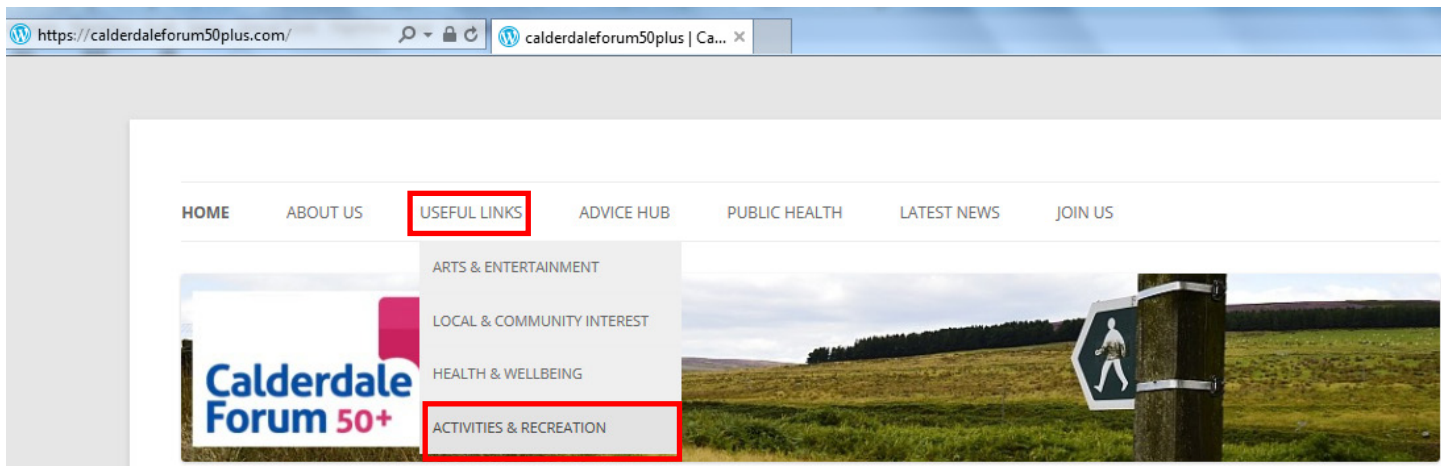 https://calderdaleforum50plus.com/
calderdaleforum50plus | Ca...
HOME ABOUT US USEFUL LINKS ADVICE HUB PUBLIC HEALTH LATEST NEWS JOIN US
ARTS & ENTERTAINMENT
LOCAL & COMMUNITY INTEREST
HEALTH & WELLBEING
ACTIVITIES & RECREATION
Calderdale
Forum 50+